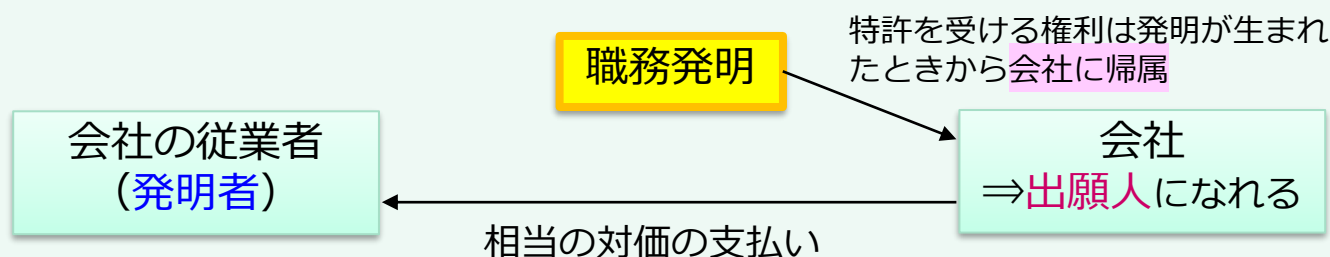 職務発明
特許を受ける権利は発明が生まれ
たときから会社に帰属
会社の従業者
（発明者）
会社
⇒出願人になれる
相当の対価の支払い